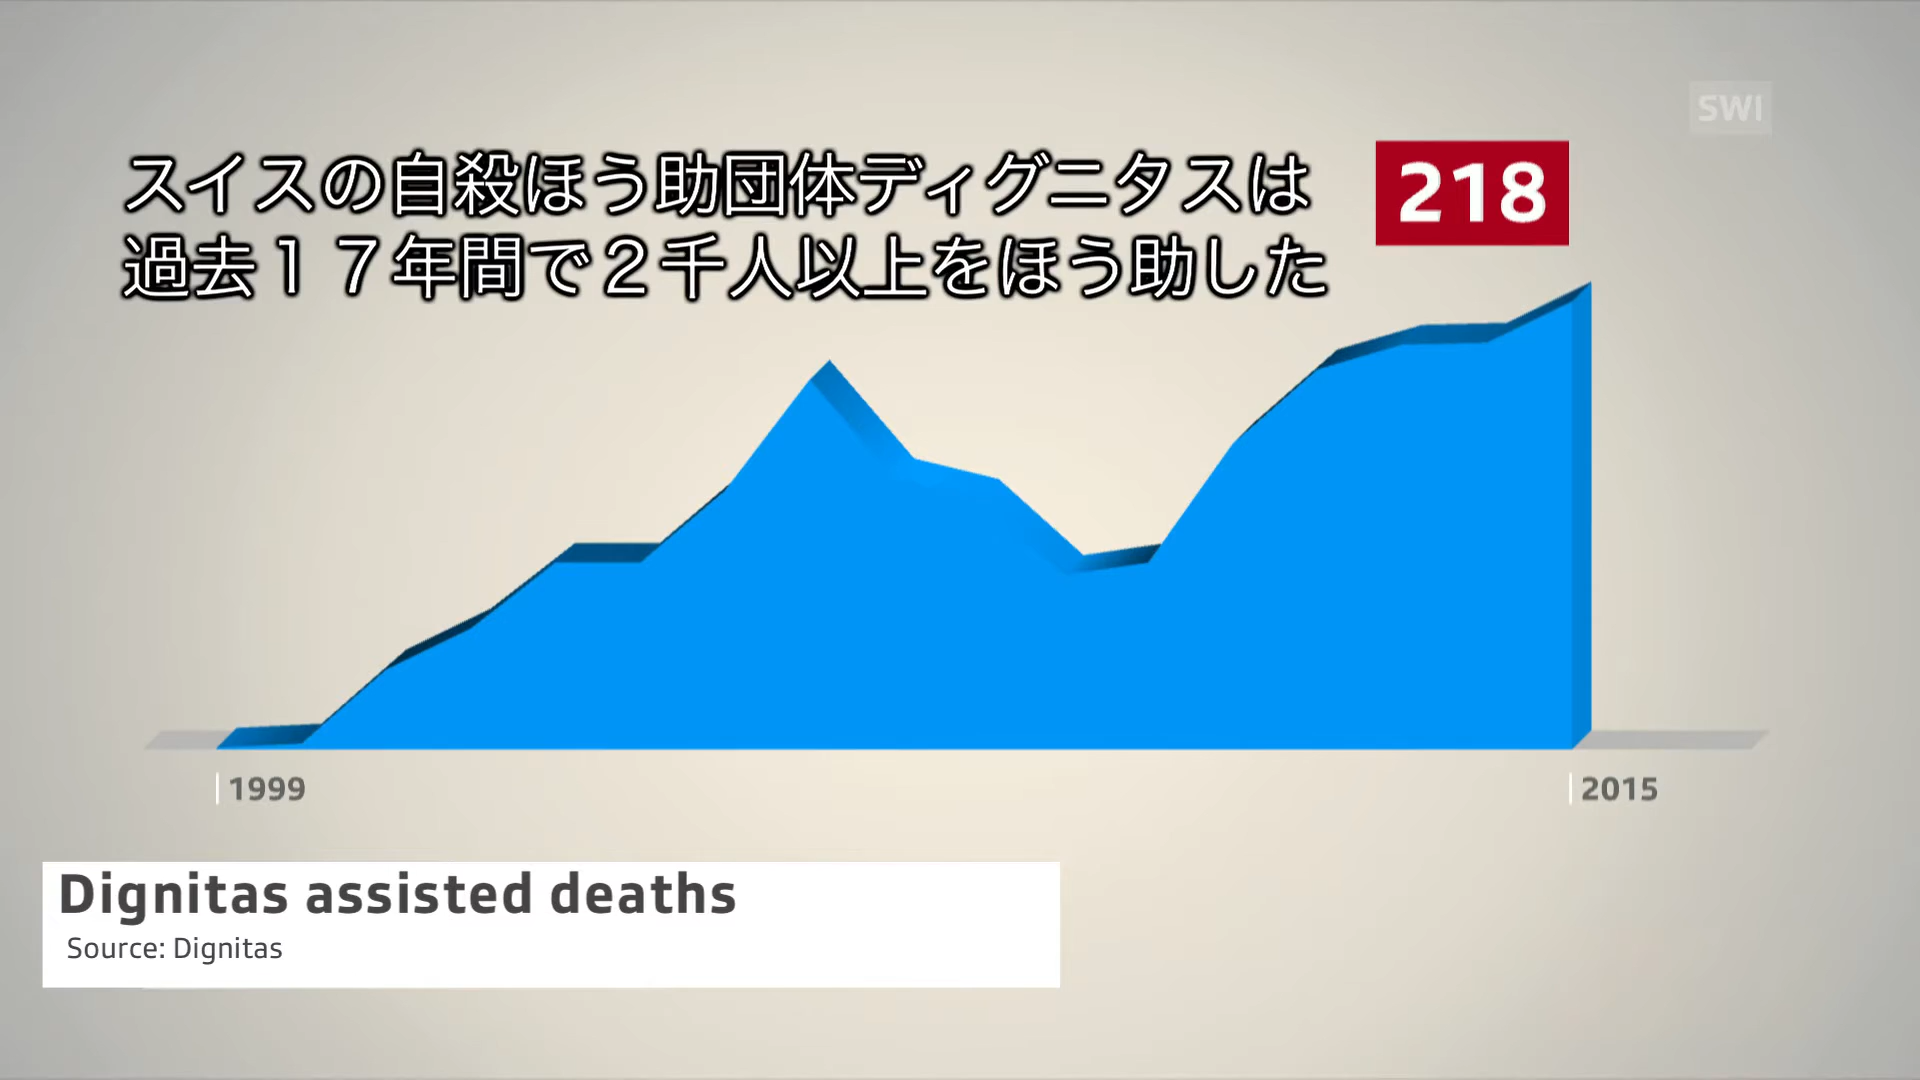 SWI
スイスの自殺ほう助団体ディグニタスは
過去１７年間で２千人以上をほう助した
218
1999
2015
Dignitas assisted deaths
Source: Dignitas